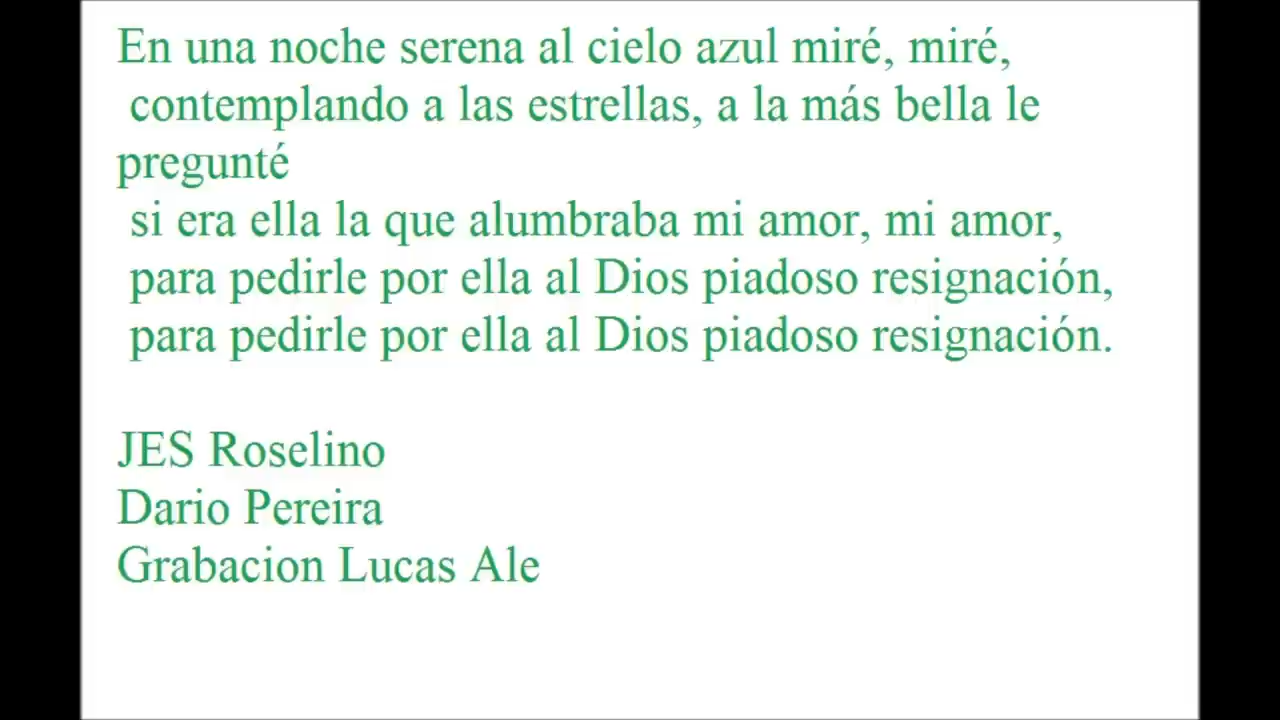 En una noche serena al cielo azul miré, miré,
contemplando a las estrellas, a la más bella le
pregunté
si era ella la que alumbraba mi amor, mi amor,
para pedirle por ella al Dios piadoso resignación,
para pedirle por ella al Dios piadoso resignación.
JES Roselino
Dario Pereira
Grabacion Lucas Ale